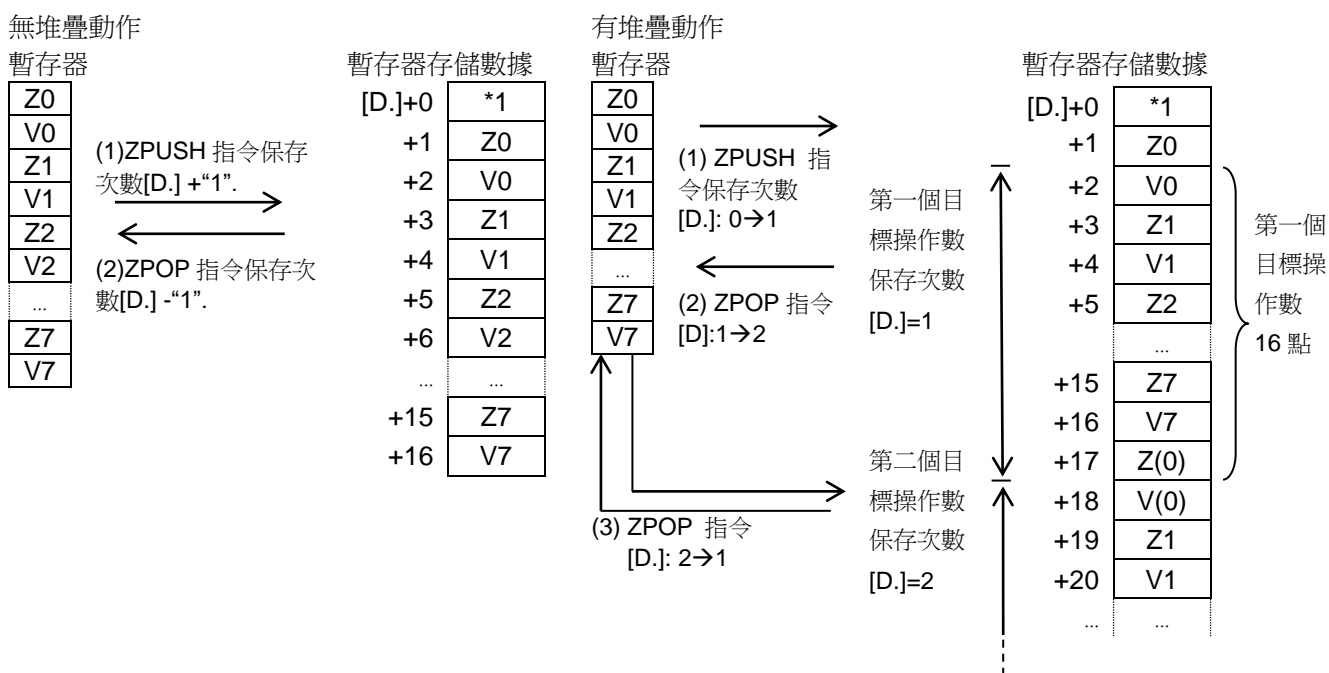 無堆疊動作
暫存器
Z0
V0
Z1
V1
Z2
V2
...
Z7
V7
(1)ZPUSH 指令保存
次數[D.] +“1”.
(2)ZPOP 指令保存次
數[D.] -“1”.
暫存器存儲數據
[D.]+0 *1
+1 Z0
+2 V0
+3 Z1
+4 V1
+5 Z2
+6 V2
... ...
+15 Z7
+16 V7
有堆疊動作
暫存器
Z0
V0
Z1
V1
Z2
...
Z7
V7
(1) ZPUSH 指
令保存次數
[D.]: 0→1
(2) ZPOP 指令
[D]:1→2
(3) ZPOP 指令
[D.]: 2→1
第一個目
標操作數
保存次數
[D.]=1
第二個目
標操作數
保存次數
[D.]=2
暫存器存儲數據
[D.]+0 *1
+1 Z0
+2 V0
+3 Z1
+4 V1
+5 Z2
...
+15 Z7
+16 V7
+17 Z(0)
+18 V(0)
+19 Z1
+20 V1
... ...
第一個
目標操
作數
16 點